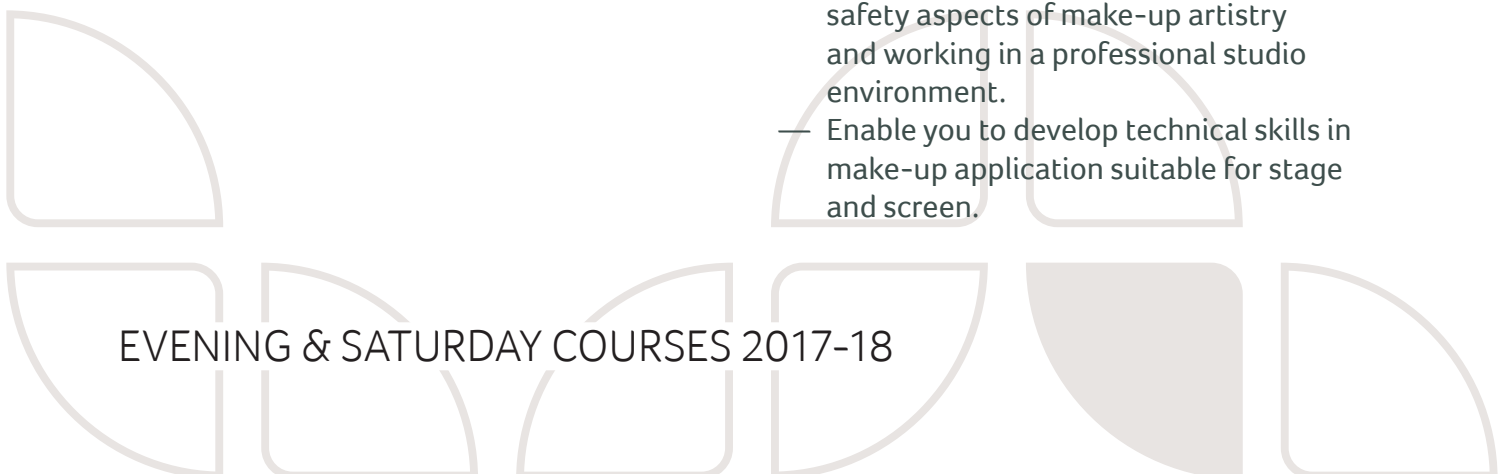 safety aspects of make-up artistry
and working in a professional studio
environment.
— Enable you to develop technical skills in
make-up application suitable for stage
and screen.
EVENING & SATURDAY COURSES 2017-18